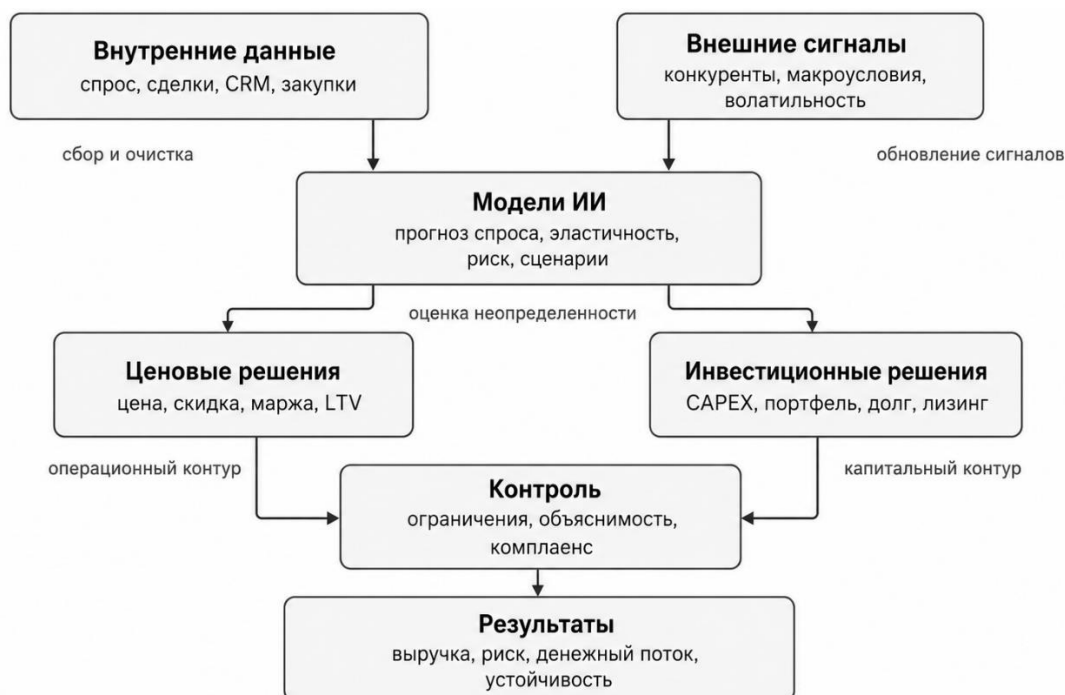 Внутренние данные
спрос, сделки, CRM, закупки
Внешние сигналы
конкуренты, макроусловия,
волатильность
сбор и очистка
обновление сигналов
Модели ИИ
прогноз спроса, эластичность,
риск, сценарии
оценка неопределенности
Ценовые решения
цена, скидка, маржа, LTV
Инвестиционные решения
CAPEX, портфель, долг, лизинг
операционный контур
капитальный контур
Контроль
ограничения, объяснимость,
комплаенс
Результаты
выручка, риск, денежный поток,
устойчивость